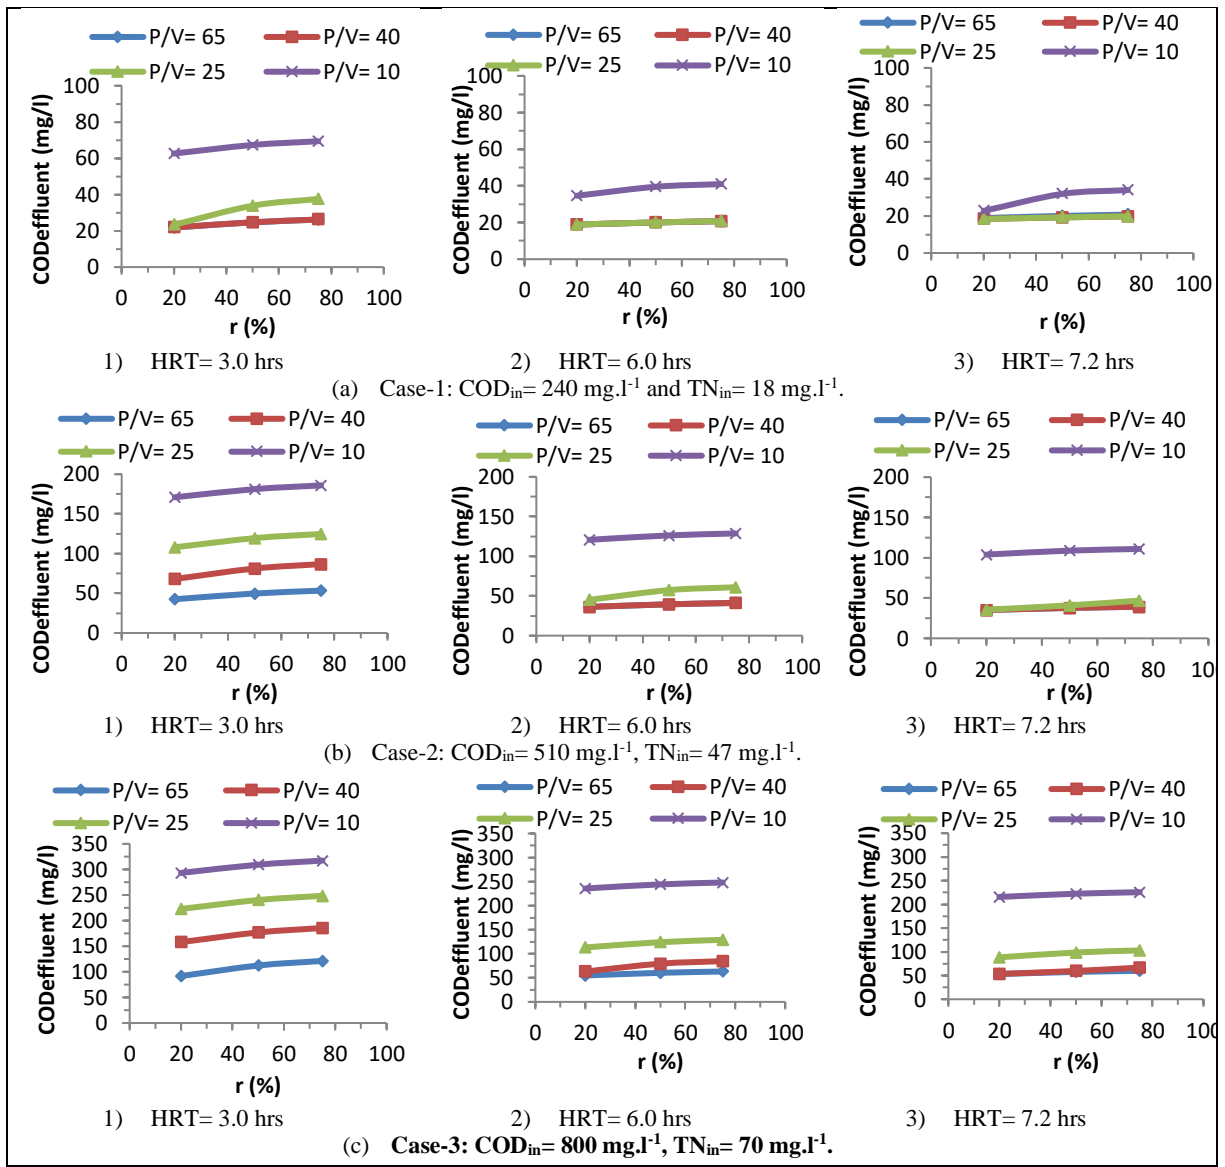 P/V= 65 P/V= 40
P/V= 25 P/V= 10
CODeffluent (mg/l)
100
80
60
40
20
0
0 20 40 60 80 100
r (%)
1) HRT= 3.0 hrs
P/V= 65 P/V= 40
P/V= 25 P/V= 10
CODeffluent (mg/l)
100
80
60
40
20
0
0 20 40 60 80 100
r (%)
2) HRT= 6.0 hrs
P/V= 65 P/V= 40
P/V= 25 P/V= 10
CODeffluent (mg/l)
100
80
60
40
20
0
0 20 40 60 80 100
r (%)
3) HRT= 7.2 hrs
(a) Case-1: CODin= 240 mg.l-1 and TNin= 18 mg.l-1.
P/V= 65 P/V= 40
P/V= 25 P/V= 10
CODeffluent (mg/l)
200
150
100
50
0
0 20 40 60 80 100
r (%)
1) HRT= 3.0 hrs
P/V= 65 P/V= 40
P/V= 25 P/V= 10
CODeffluent (mg/l)
200
150
100
50
0
0 20 40 60 80 100
r (%)
2) HRT= 6.0 hrs
P/V= 65 P/V= 40
P/V= 25 P/V= 10
CODeffluent (mg/l)
200
150
100
50
0
0 20 40 60 80 100
r (%)
3) HRT= 7.2 hrs
(b) Case-2: CODin= 510 mg.l-1, TNin= 47 mg.l-1.
P/V= 65 P/V= 40
P/V= 25 P/V= 10
CODeffluent (mg/l)
350
300
250
200
150
100
50
0
0 20 40 60 80 100
r (%)
1) HRT= 3.0 hrs
P/V= 65 P/V= 40
P/V= 25 P/V= 10
CODeffluent (mg/l)
350
300
250
200
150
100
50
0
0 20 40 60 80 100
r (%)
2) HRT= 6.0 hrs
P/V= 65 P/V= 40
P/V= 25 P/V= 10
CODeffluent (mg/l)
350
300
250
200
150
100
50
0
0 20 40 60 80 100
r (%)
3) HRT= 7.2 hrs
(c) Case-3: CODin= 800 mg.l-1, TNin= 70 mg.l-1.